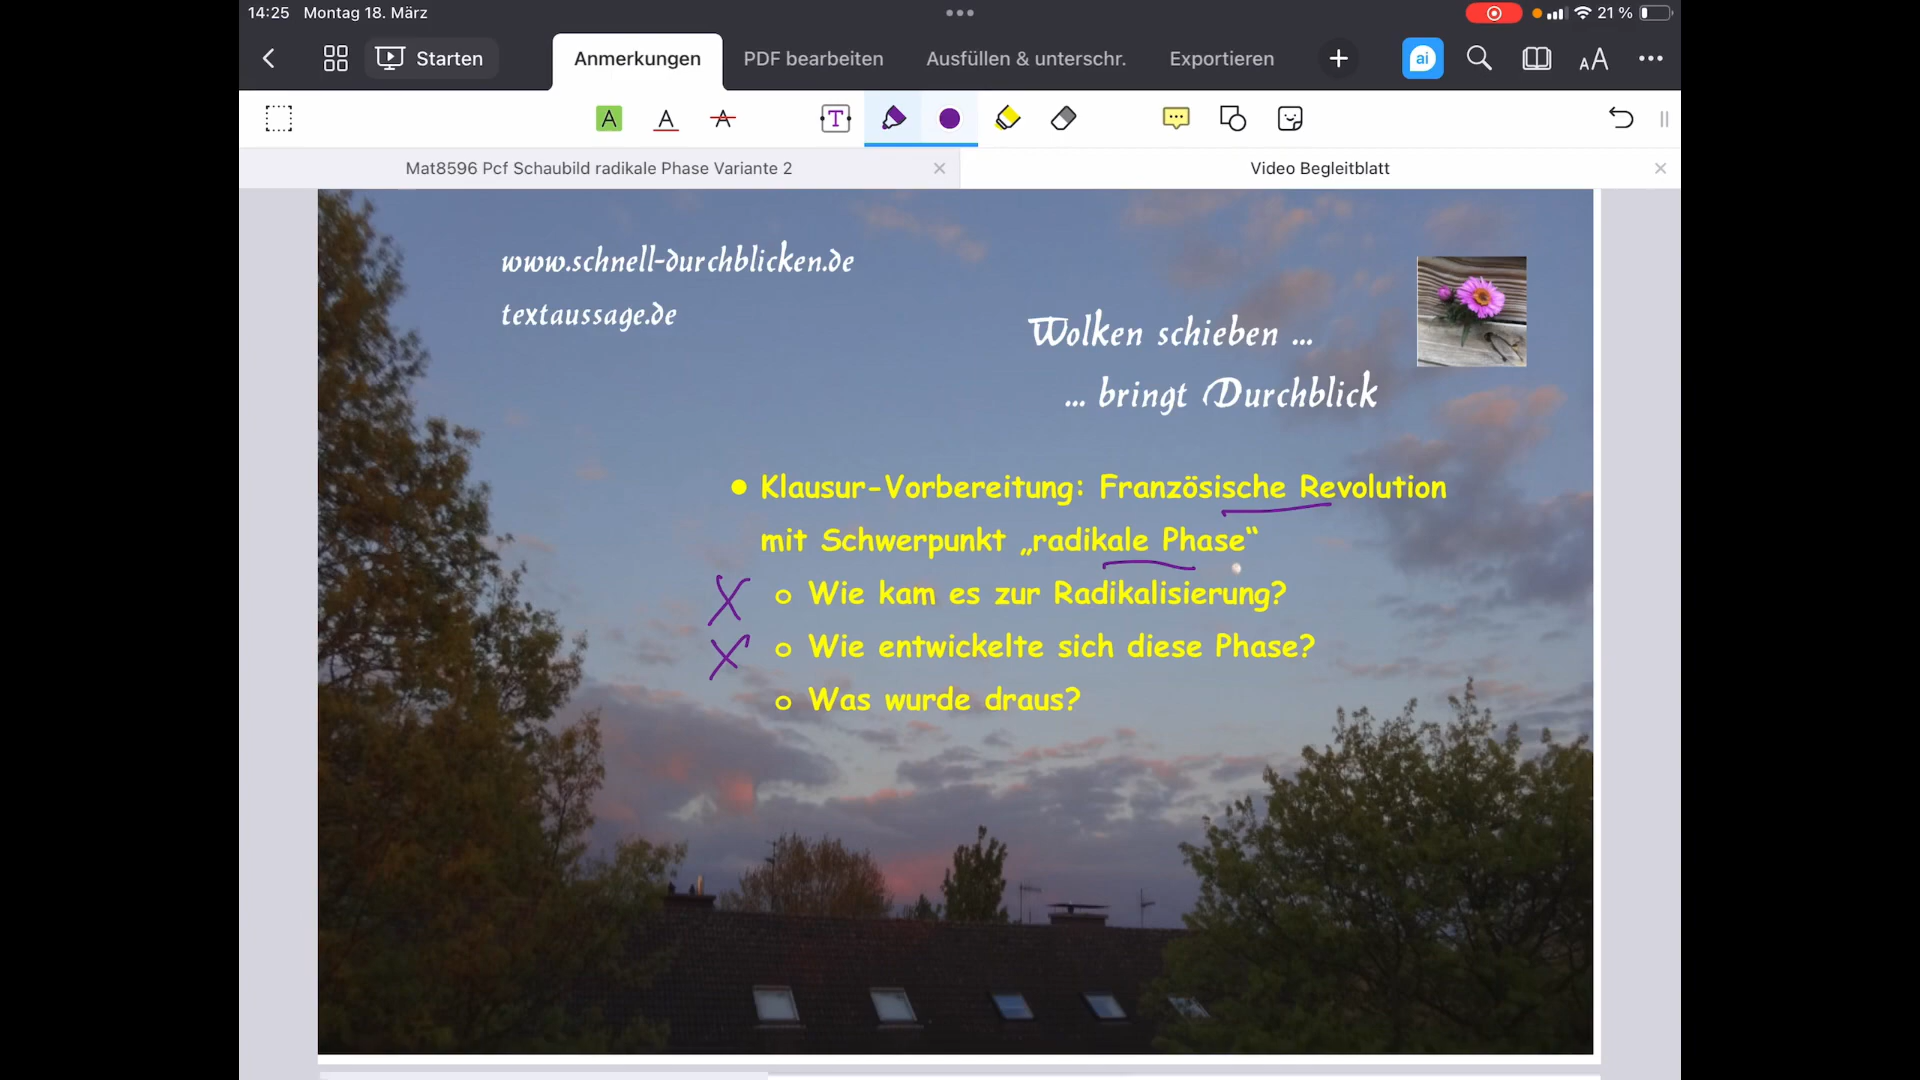 14:25 Montag 18. März
21 %
Starten
Anmerkungen
PDF bearbeiten
Ausfüllen & unterschr.
Exportieren
ai
AA
A A A T
Mat8596 Pcf Schaubild radikale Phase Variante 2
Video Begleitblatt
www.schnell-durchblicken.de
textaussage.de
Wolken schieben ...
... bringt Durchblick
• Klausur-Vorbereitung: Französische Revolution
mit Schwerpunkt „radikale Phase“
X o Wie kam es zur Radikalisierung?
X o Wie entwickelte sich diese Phase?
o Was wurde draus?